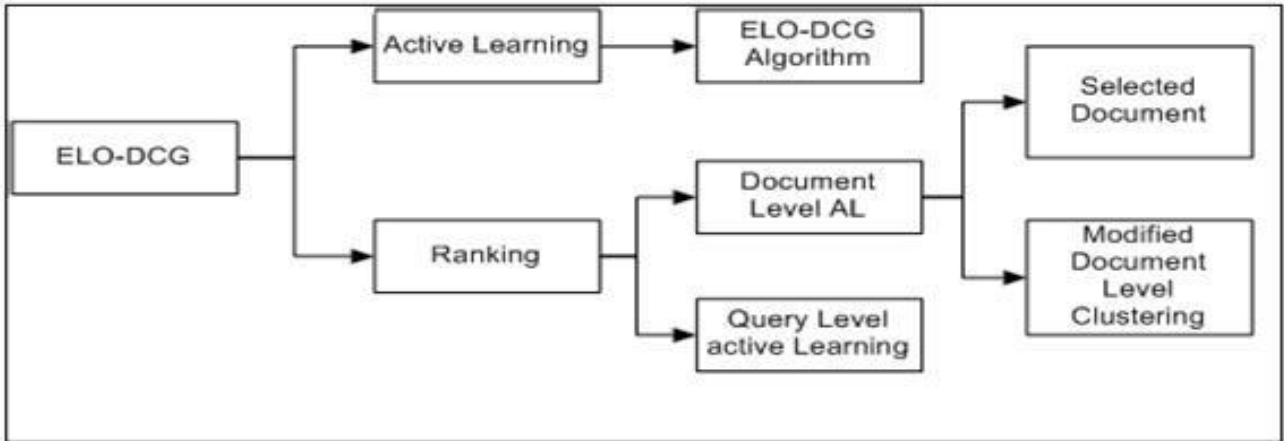 Active Learning
ELO-DCG
Algorithm
Selected
Document
ELO-DCG
Document
Level AL
Ranking
Modified
Document
Level
Clustering
Query Level
active Learning